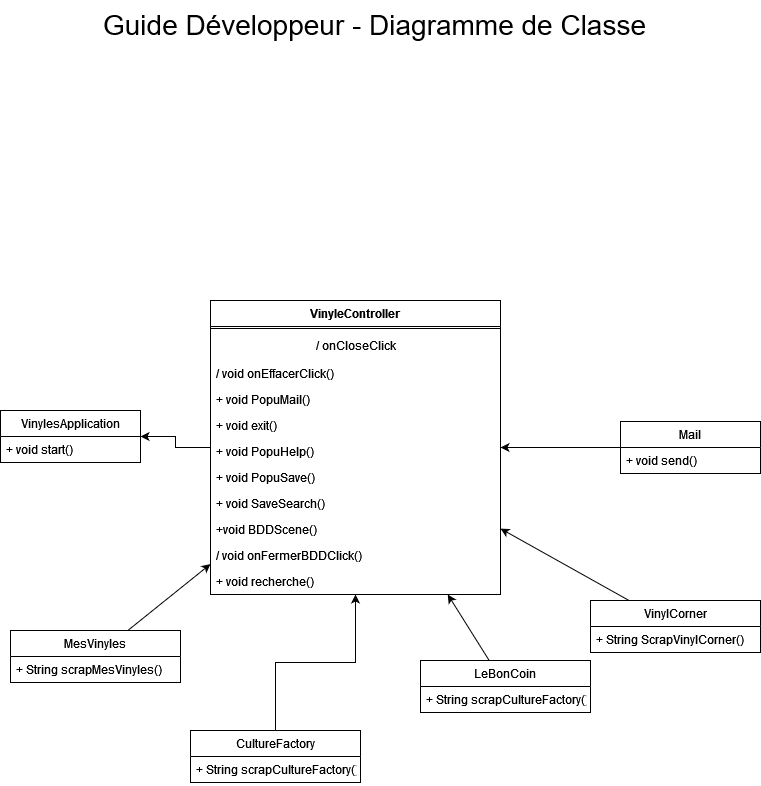 Guide Développeur - Diagramme de Classe
VinyleController
/ onCloseClick
/ void onEffacerClick()
+ void PopuMail()
+ void exit()
+ void PopuHelp()
+ void PopuSave()
+ void SaveSearch()
+void BDDScene()
/ void onFermerBDDClick()
+ void recherche()
VinylesApplication
+ void start()
Mail
+ void send()
VinylCorner
+ String ScrapVinylCorner()
MesVinyles
+ String scrapMesVinyles()
LeBonCoin
+ String scrapCultureFactory(
CultureFactory
+ String scrapCultureFactory(